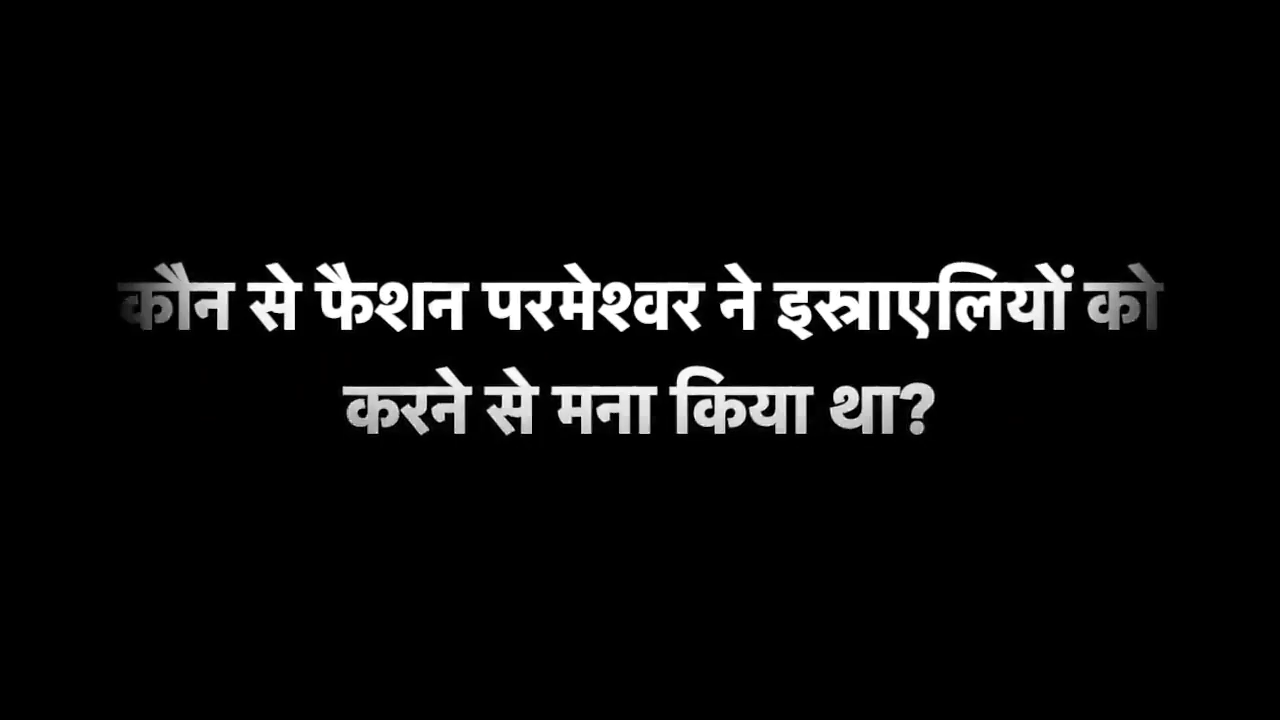 कौन से फैशन परमेश्वर ने इस्राएलियों को
करने से मना किया था?